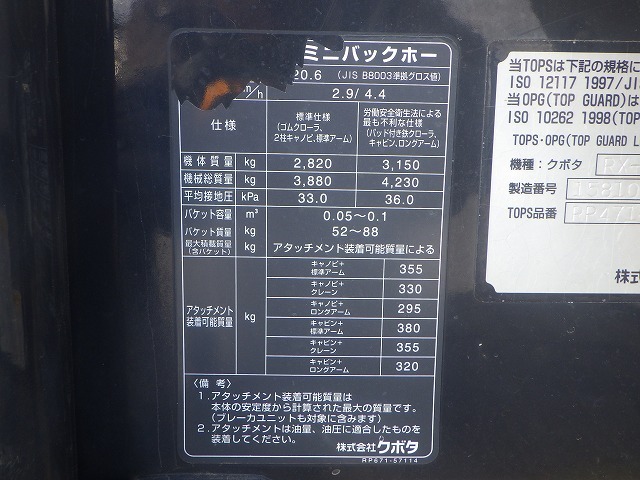 ミニバックホー
20.6 (JIS B8003準拠グロス値)
m/h 2.9/4.4
仕様
標準仕様
(ゴムクローラ、
2柱キャノピ、標準アーム)
労働安全衛生法による
最も不利な仕様
(パッド付き鉄クローラ、
キャビン、ロングアーム)
機体質量 kg 2,820 3,150
機械総質量 kg 3,880 4,230
平均接地圧 kPa 33.0 36.0
バケット容量 m³ 0.05〜0.1
バケット質量 kg 52〜88
最大積載質量
(含バケット) kg アタッチメント装着可能質量による
アタッチメント
装着可能質量 kg
キャノピ+
標準アーム 355
キャノピ+
クレーン 330
キャノピ+
ロングアーム 295
キャビン+
標準アーム 380
キャビン+
クレーン 355
キャビン+
ロングアーム 320
〈備 考〉
1.アタッチメント装着可能質量は
本体の安定度から計算された最大の質量です。
(ブレーカユニットも対象に含みます)
2.アタッチメントは油量、油圧に適合したものを
装着してください。
株式会社クボタ
RP671-57114
当TOPSは下記の規格に
ISO 12117 1997/JIS
当OPG(TOP GUARD)は
ISO 10262 1998(TOP
TOPS・OPG(TOP GUARD L
機種:クボタ
製造番号
TOPS品番
株式